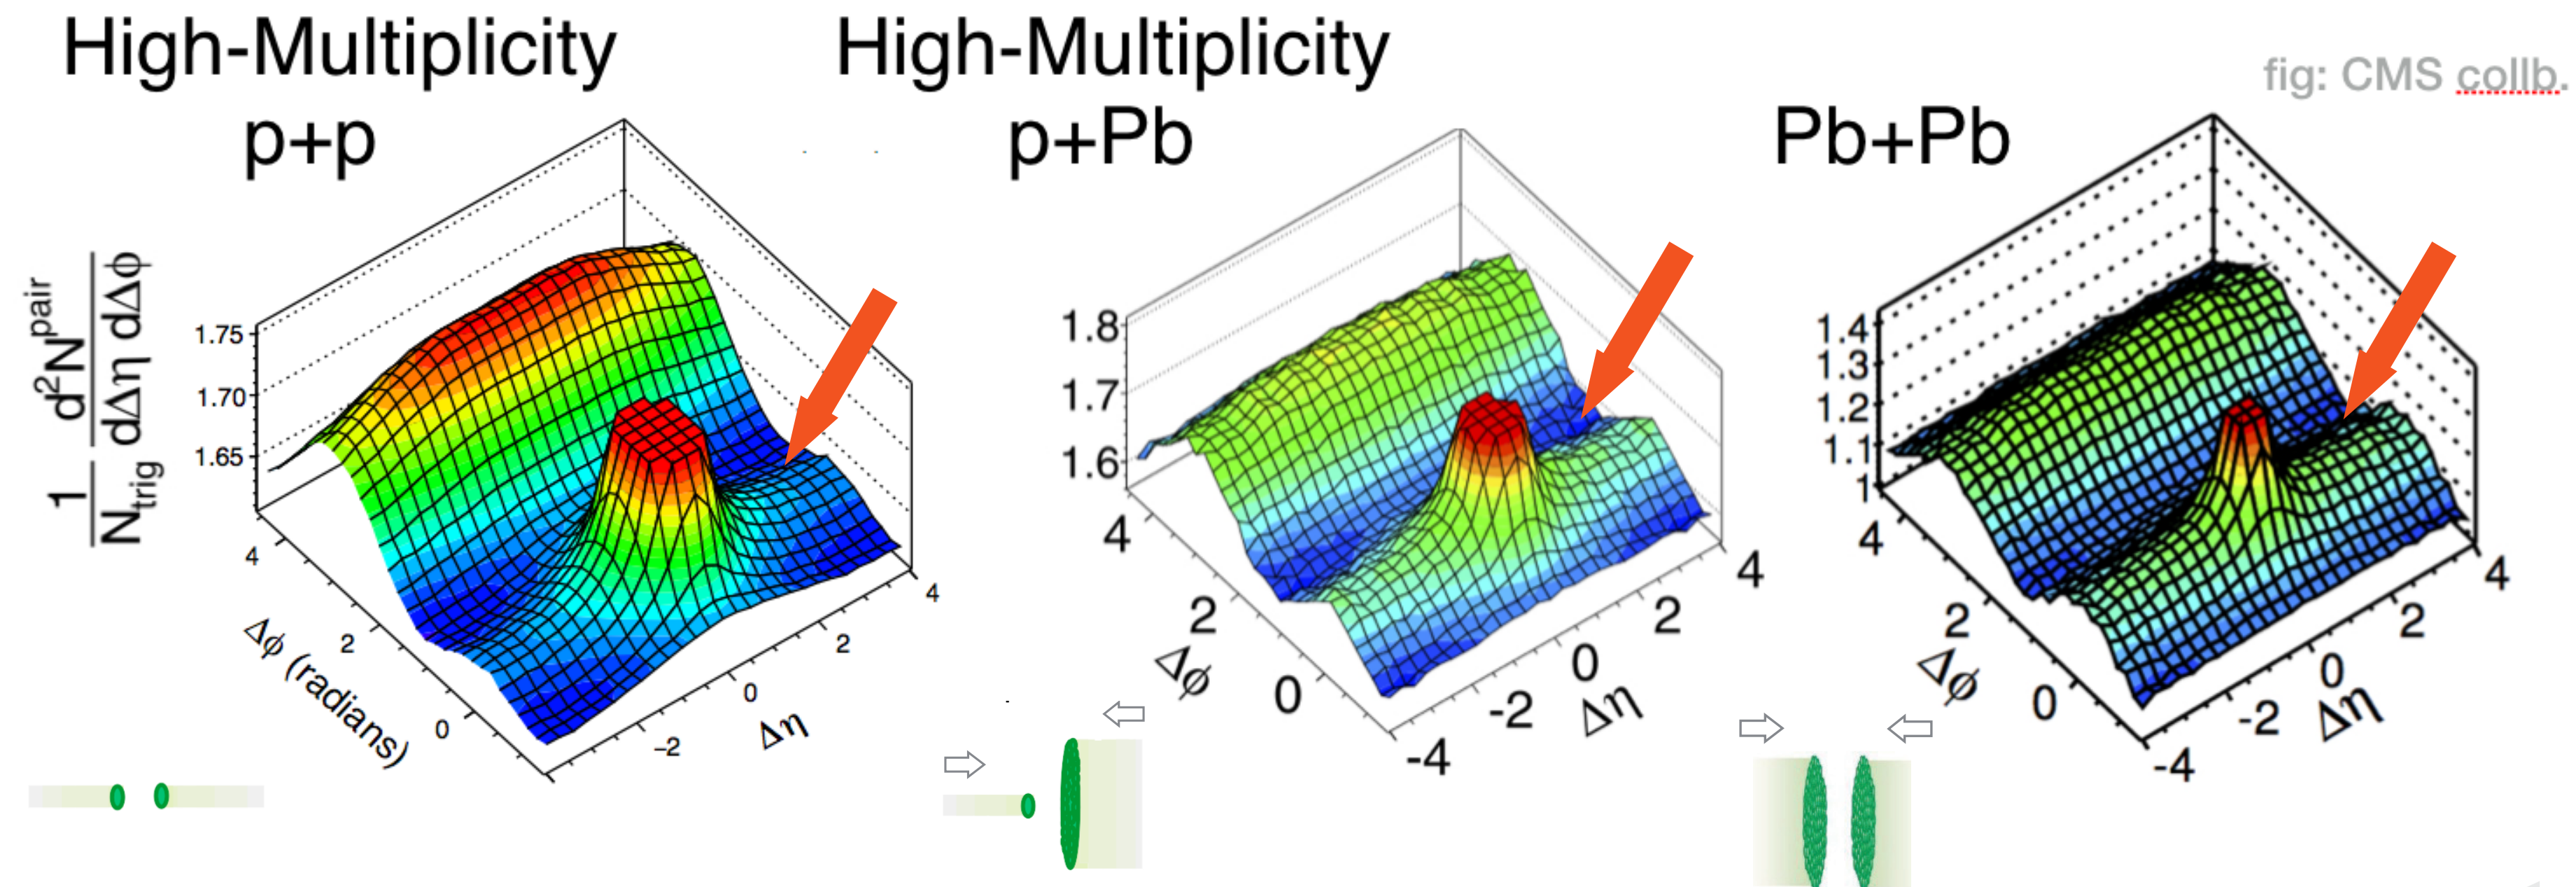 High-Multiplicity
p+p
High-Multiplicity
p+Pb
Pb+Pb
fig: CMS collb.
1
N trig
d²N pair
dΔη dΔϕ
1.75
1.70
1.65
4
2
0
Δϕ (radians)
−2
0
2
4
Δη
1.8
1.7
1.6
4
2
0
Δϕ
-4
-2
0
2
4
Δη
1.4
1.3
1.2
1.1
1
4
2
0
Δϕ
-4
-2
0
2
4
Δη